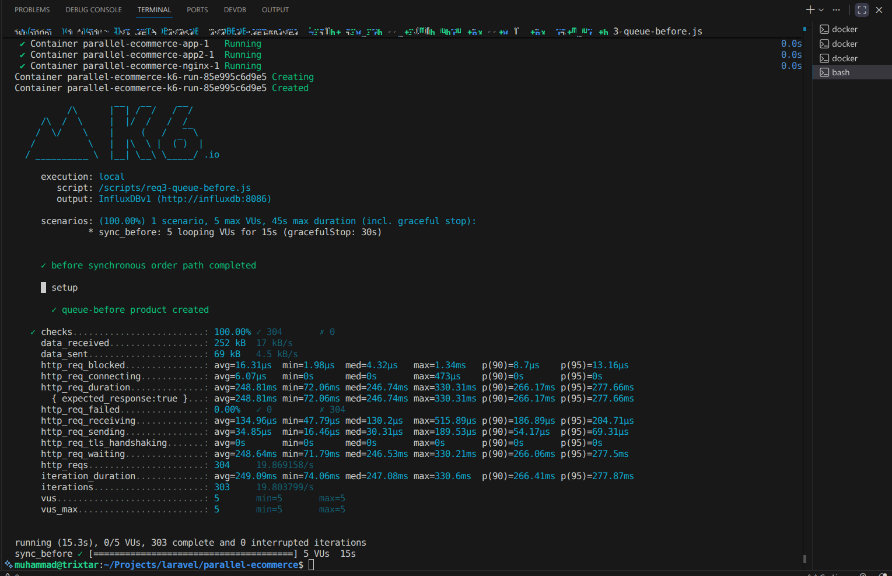 PROBLEMS DEBUG CONSOLE TERMINAL PORTS DEVDB OUTPUT
3-queue-before.js
✔ Container parallel-ecommerce-app-1 Running 0.0s
✔ Container parallel-ecommerce-app2-1 Running 0.0s
✔ Container parallel-ecommerce-nginx-1 Running 0.0s
Container parallel-ecommerce-k6-run-85e995c6d9e5 Creating
Container parallel-ecommerce-k6-run-85e995c6d9e5 Created
.io
execution: local
script: /scripts/req3-queue-before.js
output: InfluxDBv1 (http://influxdb:8086)
scenarios: (100.00%) 1 scenario, 5 max VUs, 45s max duration (incl. graceful stop):
* sync_before: 5 looping VUs for 15s (gracefulStop: 30s)
✓ before synchronous order path completed
█ setup
✓ queue-before product created
✓ checks.........................: 100.00% ✓ 304 ✗ 0
data_received..................: 252 kB 17 kB/s
data_sent......................: 69 kB 4.5 kB/s
http_req_blocked...............: avg=16.31µs min=1.98µs med=4.32µs max=1.34ms p(90)=8.7µs p(95)=13.16µs
http_req_connecting............: avg=6.07µs min=0s med=0s max=473µs p(90)=0s p(95)=0s
http_req_duration..............: avg=248.81ms min=72.06ms med=246.74ms max=330.31ms p(90)=266.17ms p(95)=277.66ms
{ expected_response:true }...: avg=248.81ms min=72.06ms med=246.74ms max=330.31ms p(90)=266.17ms p(95)=277.66ms
http_req_failed................: 0.00% ✓ 0 ✗ 304
http_req_receiving.............: avg=134.96µs min=47.79µs med=130.2µs max=515.89µs p(90)=186.89µs p(95)=204.71µs
http_req_sending...............: avg=34.85µs min=16.46µs med=30.31µs max=189.53µs p(90)=54.17µs p(95)=69.31µs
http_req_tls_handshaking.......: avg=0s min=0s med=0s max=0s p(90)=0s p(95)=0s
http_req_waiting...............: avg=248.64ms min=71.79ms med=246.53ms max=330.21ms p(90)=266.06ms p(95)=277.5ms
http_reqs......................: 304 19.869158/s
iteration_duration.............: avg=249.09ms min=74.06ms med=247.08ms max=330.6ms p(90)=266.41ms p(95)=277.87ms
iterations.....................: 303 19.803799/s
vus............................: 5 min=5 max=5
vus_max........................: 5 min=5 max=5
running (15.3s), 0/5 VUs, 303 complete and 0 interrupted iterations
sync_before ✓ [======================================] 5 VUs 15s
muhammad@trixtar:~/Projects/laravel/parallel-ecommerce$
docker
docker
docker
bash